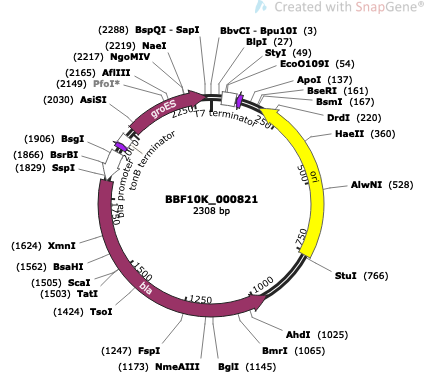 Created with SnapGene®
(2288) BspQI - SapI
BbvCI - Bpu10I (3)
(2219) NaeI
BlpI (27)
(2217) NgoMIV
StyI (49)
EcoO109I (54)
(2165) AflIII
ApoI (137)
(2149) PfoI*
BseRI (161)
(2030) AsiSI
BsmI (167)
DrdI (220)
HaeII (360)
groES
2250
T7 terminator
250
(1906) BsgI
(1866) BsrBI
(1829) SspI
2000
tonB terminator
bla promoter
ori
500
AlwNI (528)
BBF10K_000821
2308 bp
1750
750
(1624) XmnI
StuI (766)
(1562) BsaHI
(1505) ScaI
(1503) TatI
(1424) TsoI
1500
bla
1250
1000
AhdI (1025)
BmrI (1065)
(1247) FspI
(1173) NmeAIII
BglI (1145)